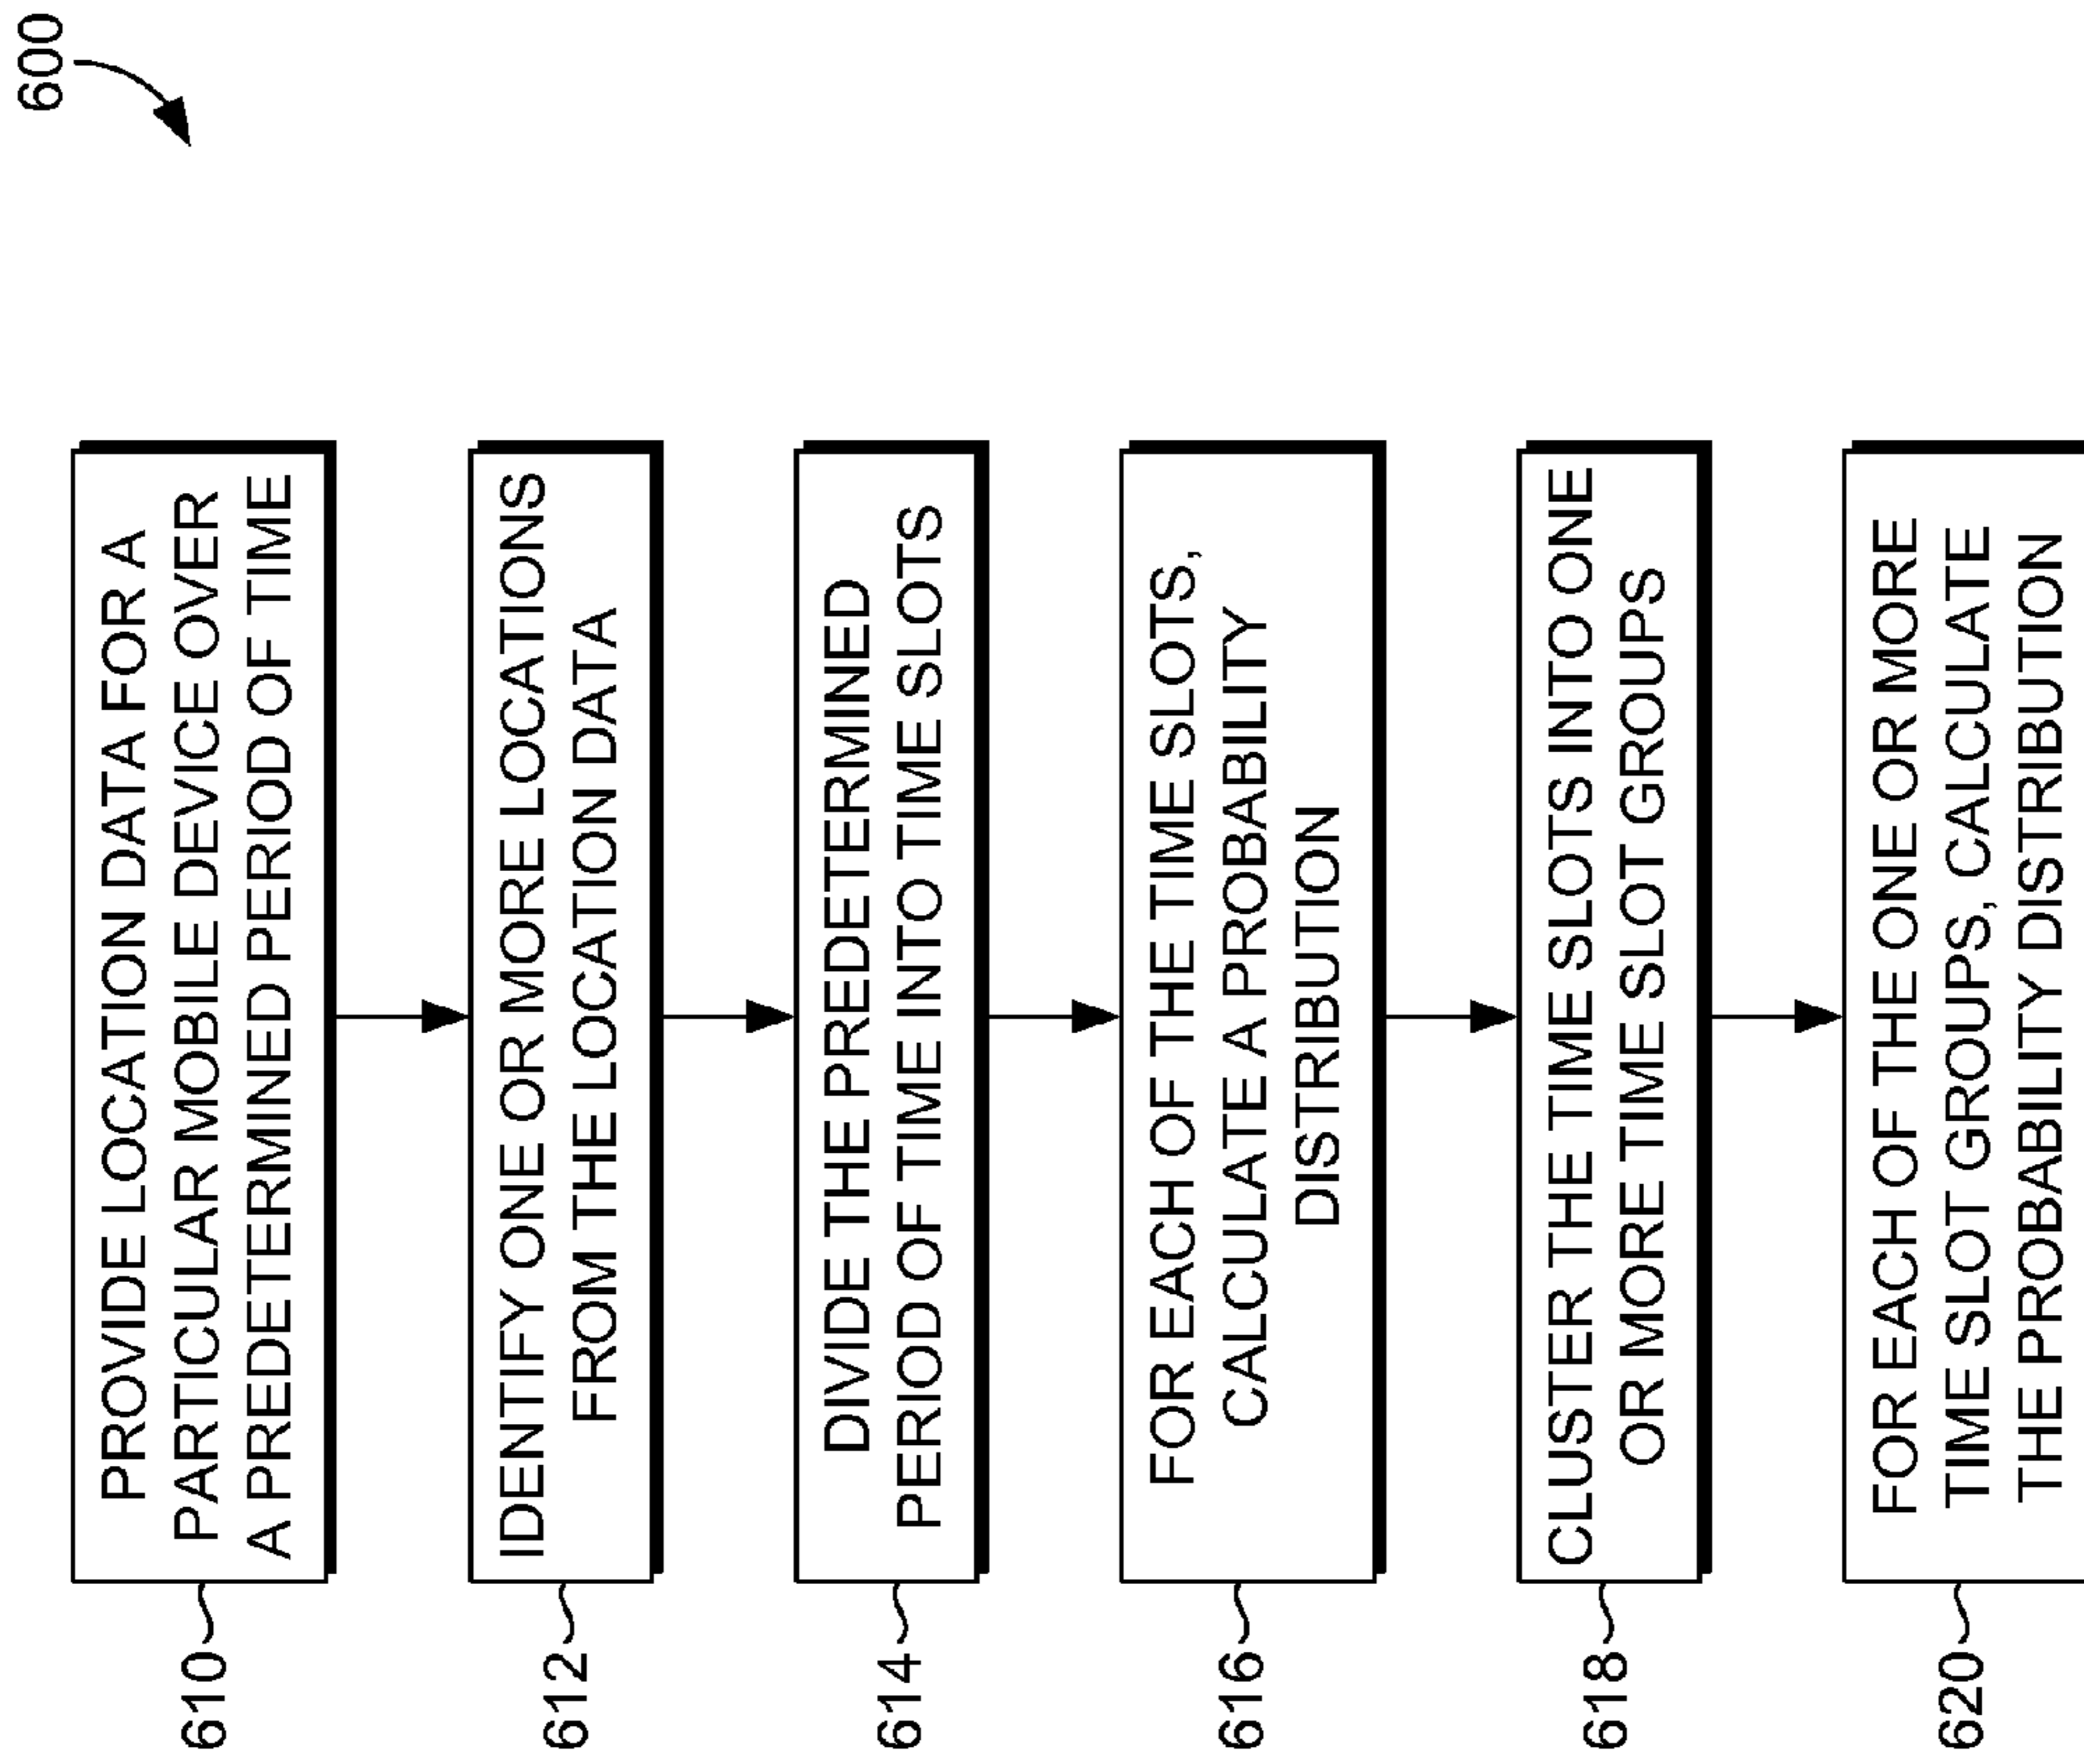 600
610
PROVIDE LOCATION DATA FOR A
PARTICULAR MOBILE DEVICE OVER
A PREDETERMINED PERIOD OF TIME
612
IDENTIFY ONE OR MORE LOCATIONS
FROM THE LOCATION DATA
614
DIVIDE THE PREDETERMINED
PERIOD OF TIME INTO TIME SLOTS
616
FOR EACH OF THE TIME SLOTS,
CALCULATE A PROBABILITY
DISTRIBUTION
618
CLUSTER THE TIME SLOTS INTO ONE
OR MORE TIME SLOT GROUPS
620
FOR EACH OF THE ONE OR MORE
TIME SLOT GROUPS, CALCULATE
THE PROBABILITY DISTRIBUTION